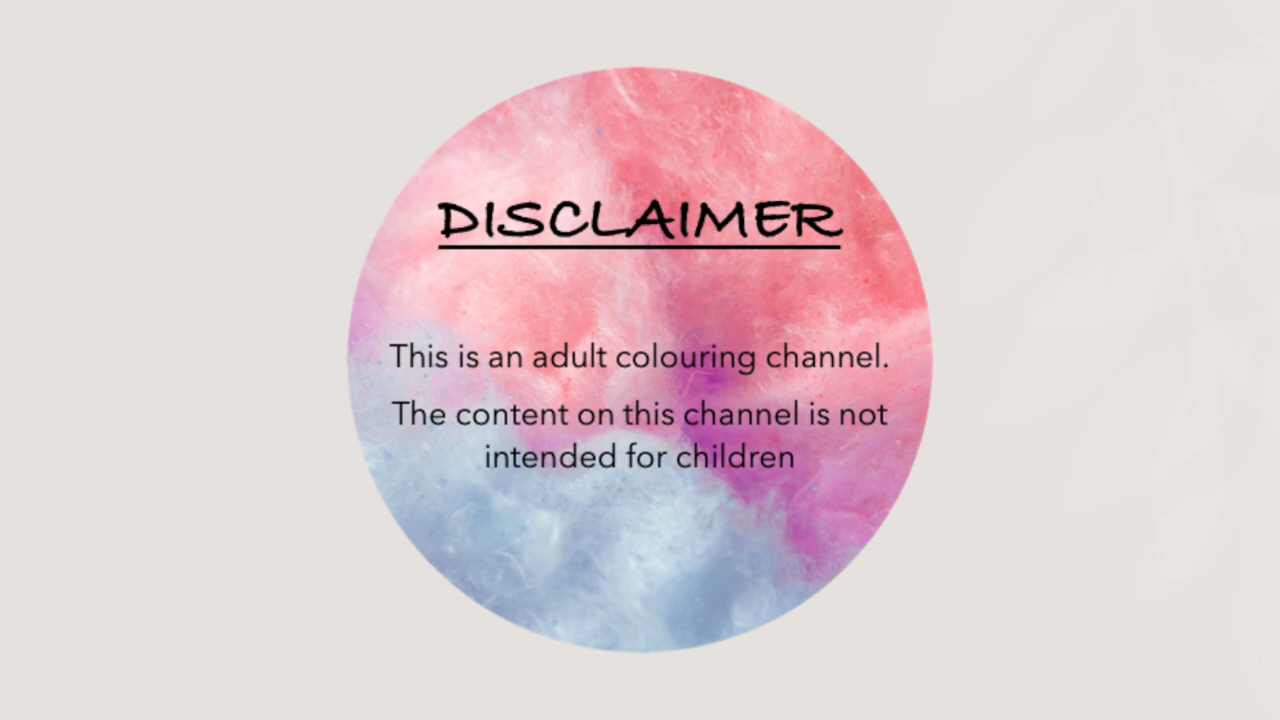 DISCLAIMER
This is an adult colouring channel.
The content on this channel is not
intended for children